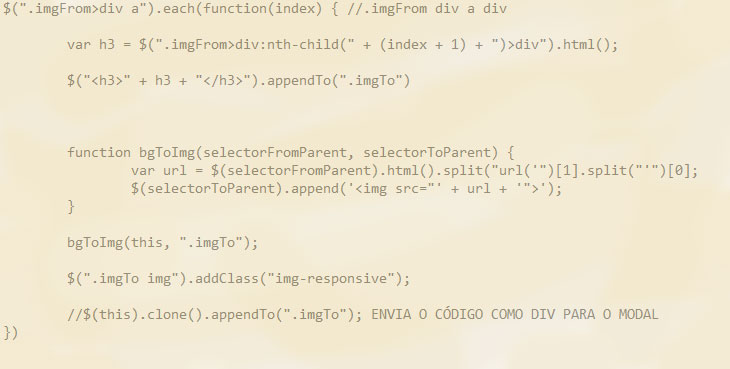 $(".imgFrom>div a").each(function(index) { //.imgFrom div a div
var h3 = $(".imgFrom>div:nth-child(" + (index + 1) + ")>div").html();
$("<h3>" + h3 + "</h3>").appendTo(".imgTo")
function bgToImg(selectorFromParent, selectorToParent) {
var url = $(selectorFromParent).html().split("url('")[1].split("'")[0];
$(selectorToParent).append('<img src="' + url + '">');
}
bgToImg(this, ".imgTo");
$(".imgTo img").addClass("img-responsive");
//$(this).clone().appendTo(".imgTo"); ENVIA O CÓDIGO COMO DIV PARA O MODAL
})